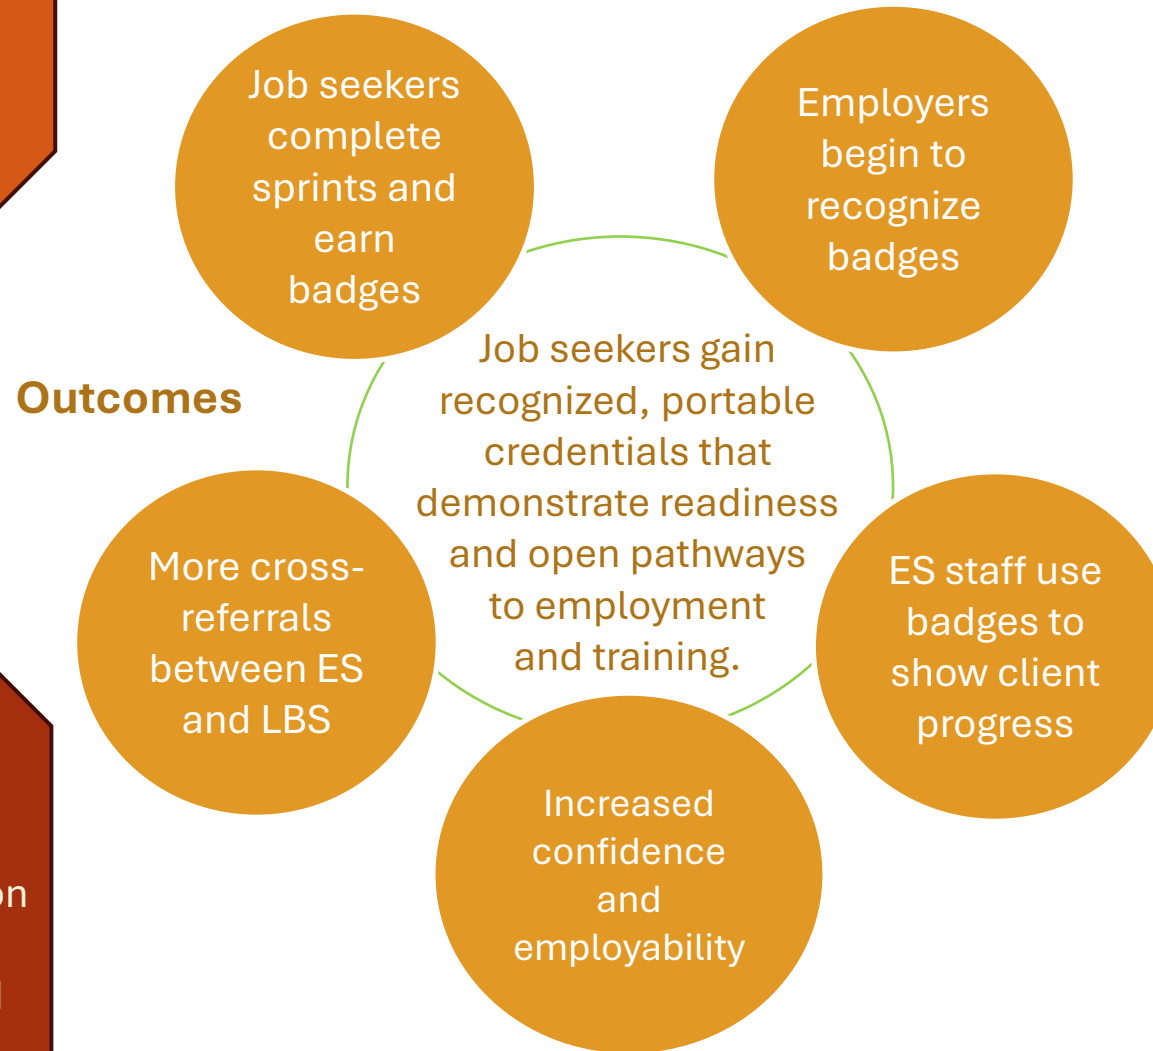 Job seekers
complete
sprints and
earn
badges
Employers
begin to
recognize
badges
Outcomes
Job seekers gain
recognized, portable
credentials that
demonstrate readiness
and open pathways
to employment
and training.
More cross-
referrals
between ES
and LBS
ES staff use
badges to
show client
progress
Increased
confidence
and
employability
on